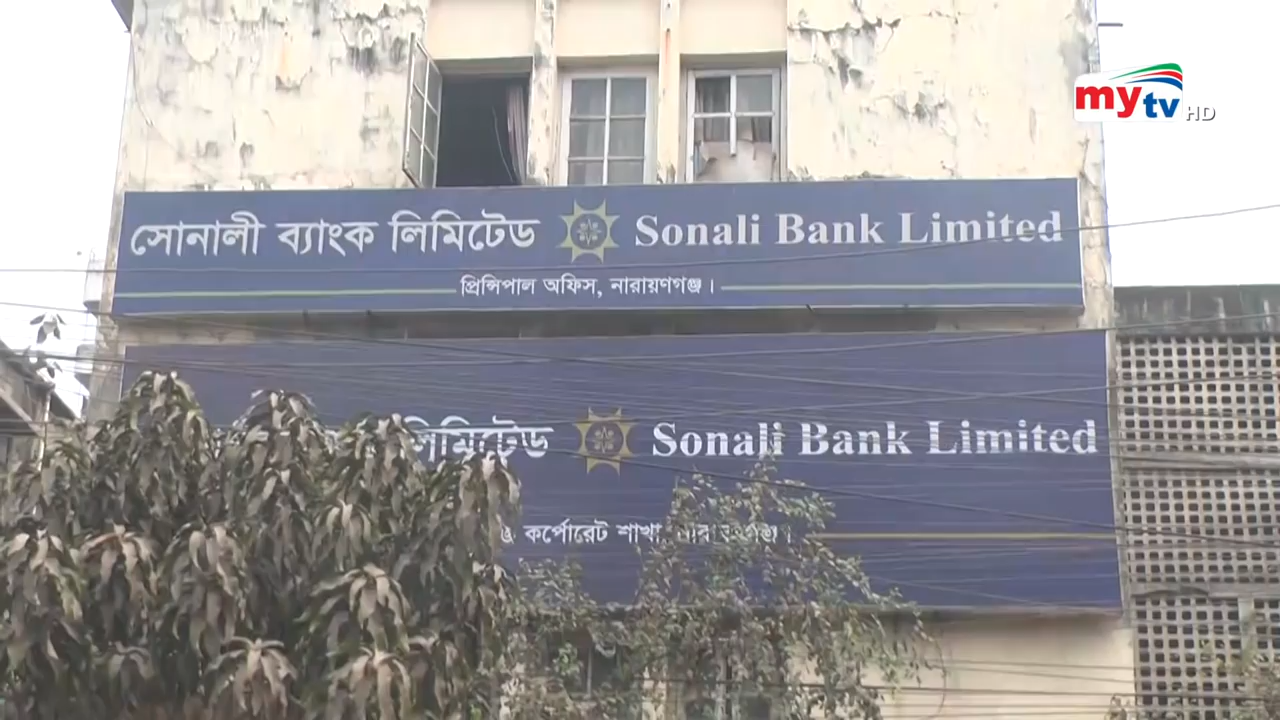 mytv HD
সোনালী ব্যাংক লিমিটেড Sonali Bank Limited
প্রিন্সিপাল অফিস, নারায়ণগঞ্জ।
লিমিটেড Sonali Bank Limited
কর্পোরেট শাখা,